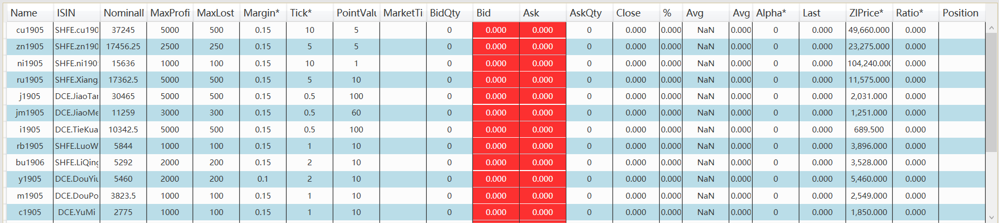 Name ISIN NominalI MaxProfi MaxLost Margin* Tick* PointValu MarketTi BidQty Bid Ask AskQty Close % Avg Avg Alpha* Last ZIPrice* Ratio* Position
cu1905 SHFE.cu190 37245 5000 500 0.15 10 5 0 0.000 0.000 0 0.000 0.000 NaN 0.000 0 0.000 49,660.000 0.000
zn1905 SHFE.zn190 17456.25 2500 250 0.15 5 5 0 0.000 0.000 0 0.000 0.000 NaN 0.000 0 0.000 23,275.000 0.000
ni1905 SHFE.ni190 15636 1000 100 0.15 10 1 0 0.000 0.000 0 0.000 0.000 NaN 0.000 0 0.000 104,240.000 0.000
ru1905 SHFE.Xiang 17362.5 5000 500 0.15 5 10 0 0.000 0.000 0 0.000 0.000 NaN 0.000 0 0.000 11,575.000 0.000
j1905 DCE.JiaoTan 30465 5000 500 0.15 0.5 100 0 0.000 0.000 0 0.000 0.000 NaN 0.000 0 0.000 2,031.000 0.000
jm1905 DCE.JiaoMe 11259 3000 300 0.15 0.5 60 0 0.000 0.000 0 0.000 0.000 NaN 0.000 0 0.000 1,251.000 0.000
i1905 DCE.TieKua 10342.5 5000 500 0.15 0.5 100 0 0.000 0.000 0 0.000 0.000 NaN 0.000 0 0.000 689.500 0.000
rb1905 SHFE.LuoW 5844 1000 100 0.15 1 10 0 0.000 0.000 0 0.000 0.000 NaN 0.000 0 0.000 3,896.000 0.000
bu1906 SHFE.LiQing 5292 2000 200 0.15 2 10 0 0.000 0.000 0 0.000 0.000 NaN 0.000 0 0.000 3,528.000 0.000
y1905 DCE.DouYiu 5460 2000 200 0.1 2 10 0 0.000 0.000 0 0.000 0.000 NaN 0.000 0 0.000 5,460.000 0.000
m1905 DCE.DouPo 3823.5 1000 100 0.15 1 10 0 0.000 0.000 0 0.000 0.000 NaN 0.000 0 0.000 2,549.000 0.000
c1905 DCE.YuMi 2775 1000 100 0.15 1 10 0 0.000 0.000 0 0.000 0.000 NaN 0.000 0 0.000 1,850.000 0.000